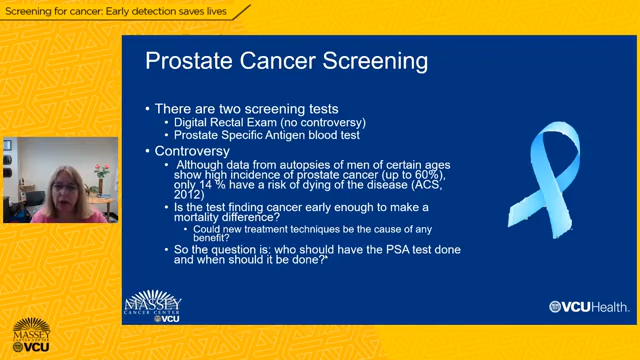 Screening for cancer: Early detection saves lives
Prostate Cancer Screening
• There are two screening tests
• Digital Rectal Exam (no controversy)
• Prostate Specific Antigen blood test
• Controversy
• Although data from autopsies of men of certain ages
show high incidence of prostate cancer (up to 60%),
only 14 % have a risk of dying of the disease (ACS,
2012)
• Is the test finding cancer early enough to make a
mortality difference?
• Could new treatment techniques be the cause of any
benefit?
• So the question is: who should have the PSA test done
and when should it be done?*
MASSEY
CANCER CENTER
VCU
VCUHealth
MASSEY
CANCER CENTER
VCU